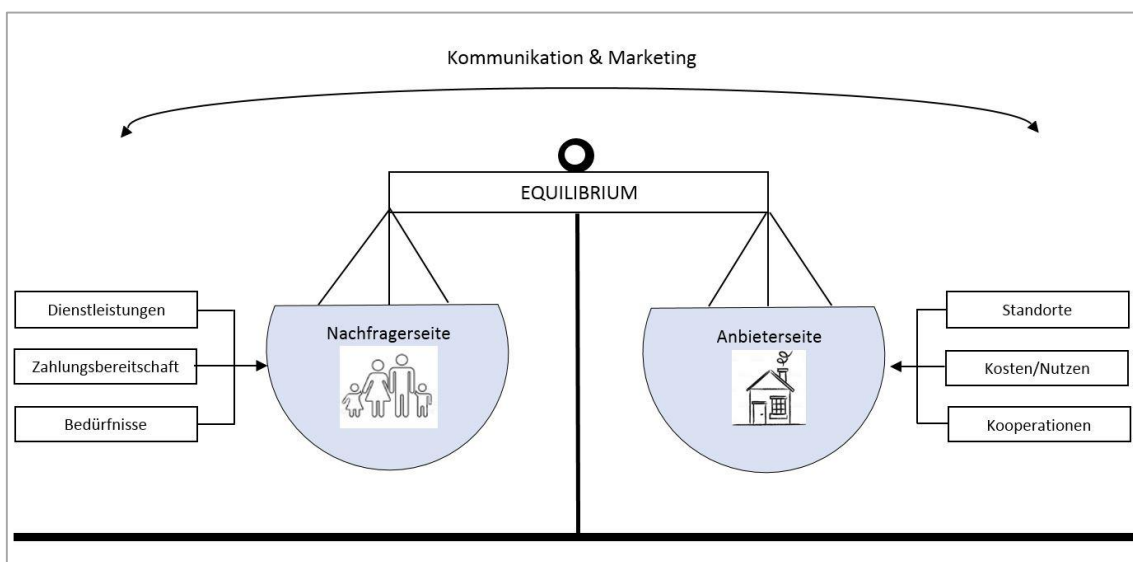 Kommunikation & Marketing
EQUILIBRIUM
Dienstleistungen
Zahlungsbereitschaft
Bedürfnisse
Nachfragerseite
Anbieterseite
Standorte
Kosten/Nutzen
Kooperationen